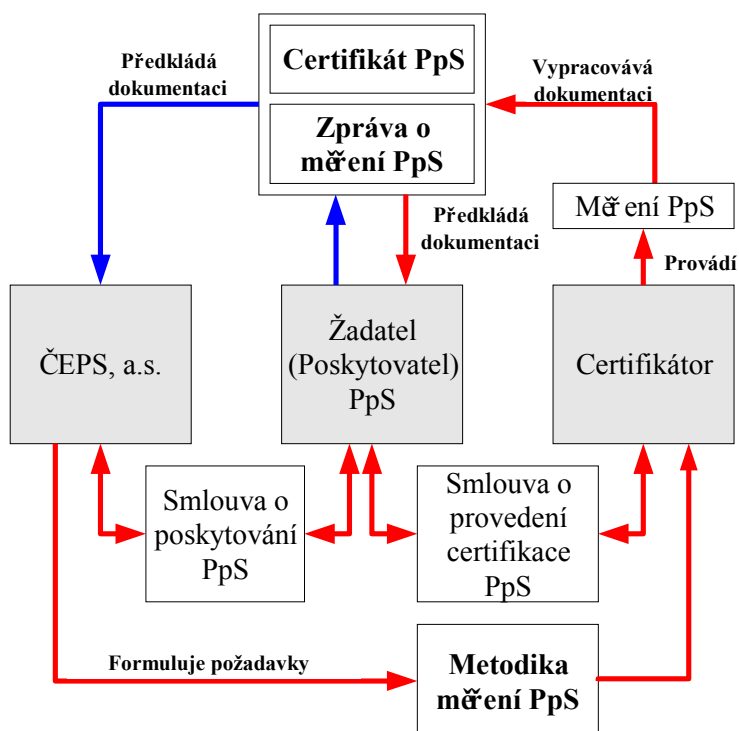 Předkládá
dokumentaci
Certifikát PpS
Zpráva o
měření PpS
Vypracovává
dokumentaci
Předkládá
dokumentaci
Měření PpS
Provádí
ČEPS, a.s.
Žadatel
(Poskytovatel)
PpS
Certifikátor
Smlouva o
poskytování
PpS
Smlouva o
provedení
certifikace
PpS
Formuluje požadavky
Metodika
měření PpS